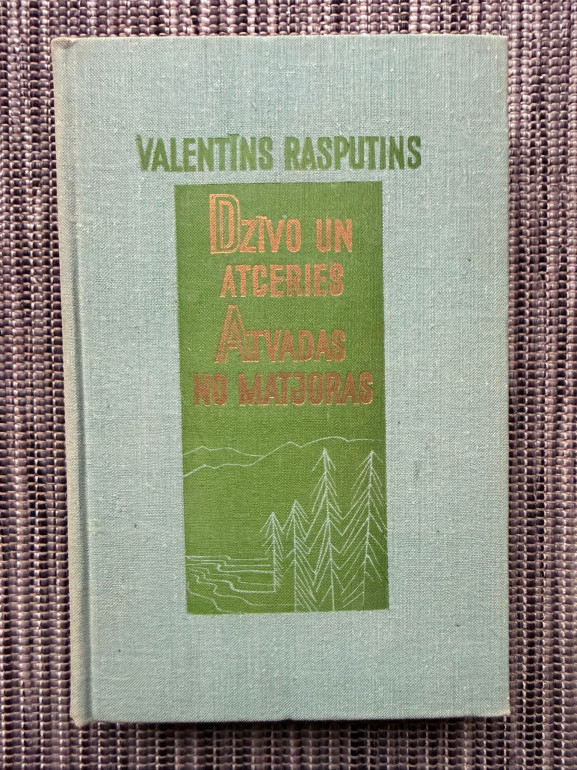 VALENTĪNS RASPUTINS
DZĪVO UN
ATCERIES
ATVADAS
NO MATJORAS